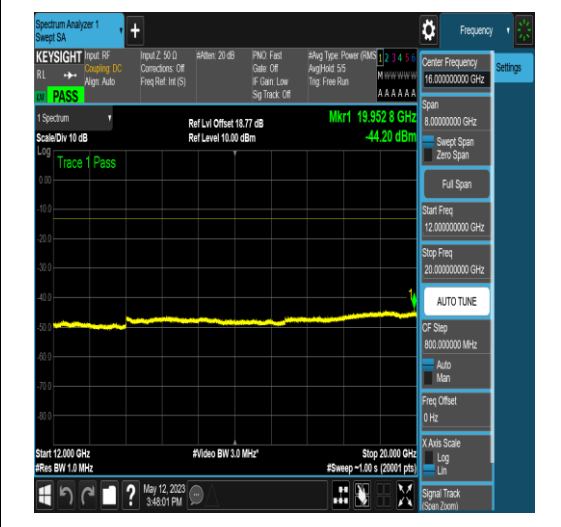 Spectrum Analyzer 1
Swept SA
+
Frequency
KEYSIGHT
RL
PASS
Input: RF
Coupling: DC
Align: Auto
Input Z: 50 Ω
Corrections: Off
Freq Ref: Int (S)
#Atten: 20 dB
PNO: Fast
Gate: Off
IF Gain: Low
Sig Track: Off
#Avg Type: Power (RMS
Avg|Hold: 5/5
Trig: Free Run
1 2 3 4 5 6
M W W W W W
A A A A A A
1 Spectrum
Scale/Div 10 dB
Ref Lvl Offset 18.77 dB
Ref Level 10.00 dBm
Mkr1 19.952 8 GHz
-44.20 dBm
Log
Trace 1 Pass
0.00
-10.0
-20.0
-30.0
-40.0
-50.0
-60.0
-70.0
-80.0
1
Start 12.000 GHz
#Res BW 1.0 MHz
#Video BW 3.0 MHz*
Stop 20.000 GHz
#Sweep ~1.00 s (20001 pts)
May 12, 2023
3:48:01 PM
Center Frequency
16.000000000 GHz
Span
8.00000000 GHz
Swept Span
Zero Span
Full Span
Start Freq
12.000000000 GHz
Stop Freq
20.000000000 GHz
AUTO TUNE
CF Step
800.000000 MHz
Auto
Man
Freq Offset
0 Hz
X Axis Scale
Log
Lin
Signal Track
(Span Zoom)
Settings